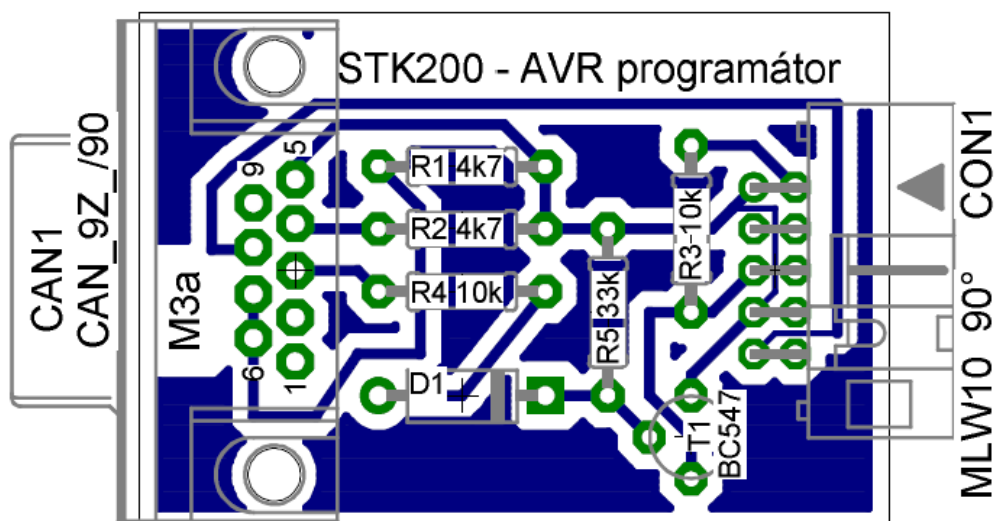 STK200 - AVR programátor
CAN1
CAN_9Z_/90
M3a
9
5
6
1
R1 4k7
R2 4k7
R4 10k
D1
R5 33k
R3 10k
T1
BC547
CON1
MLW10 90°